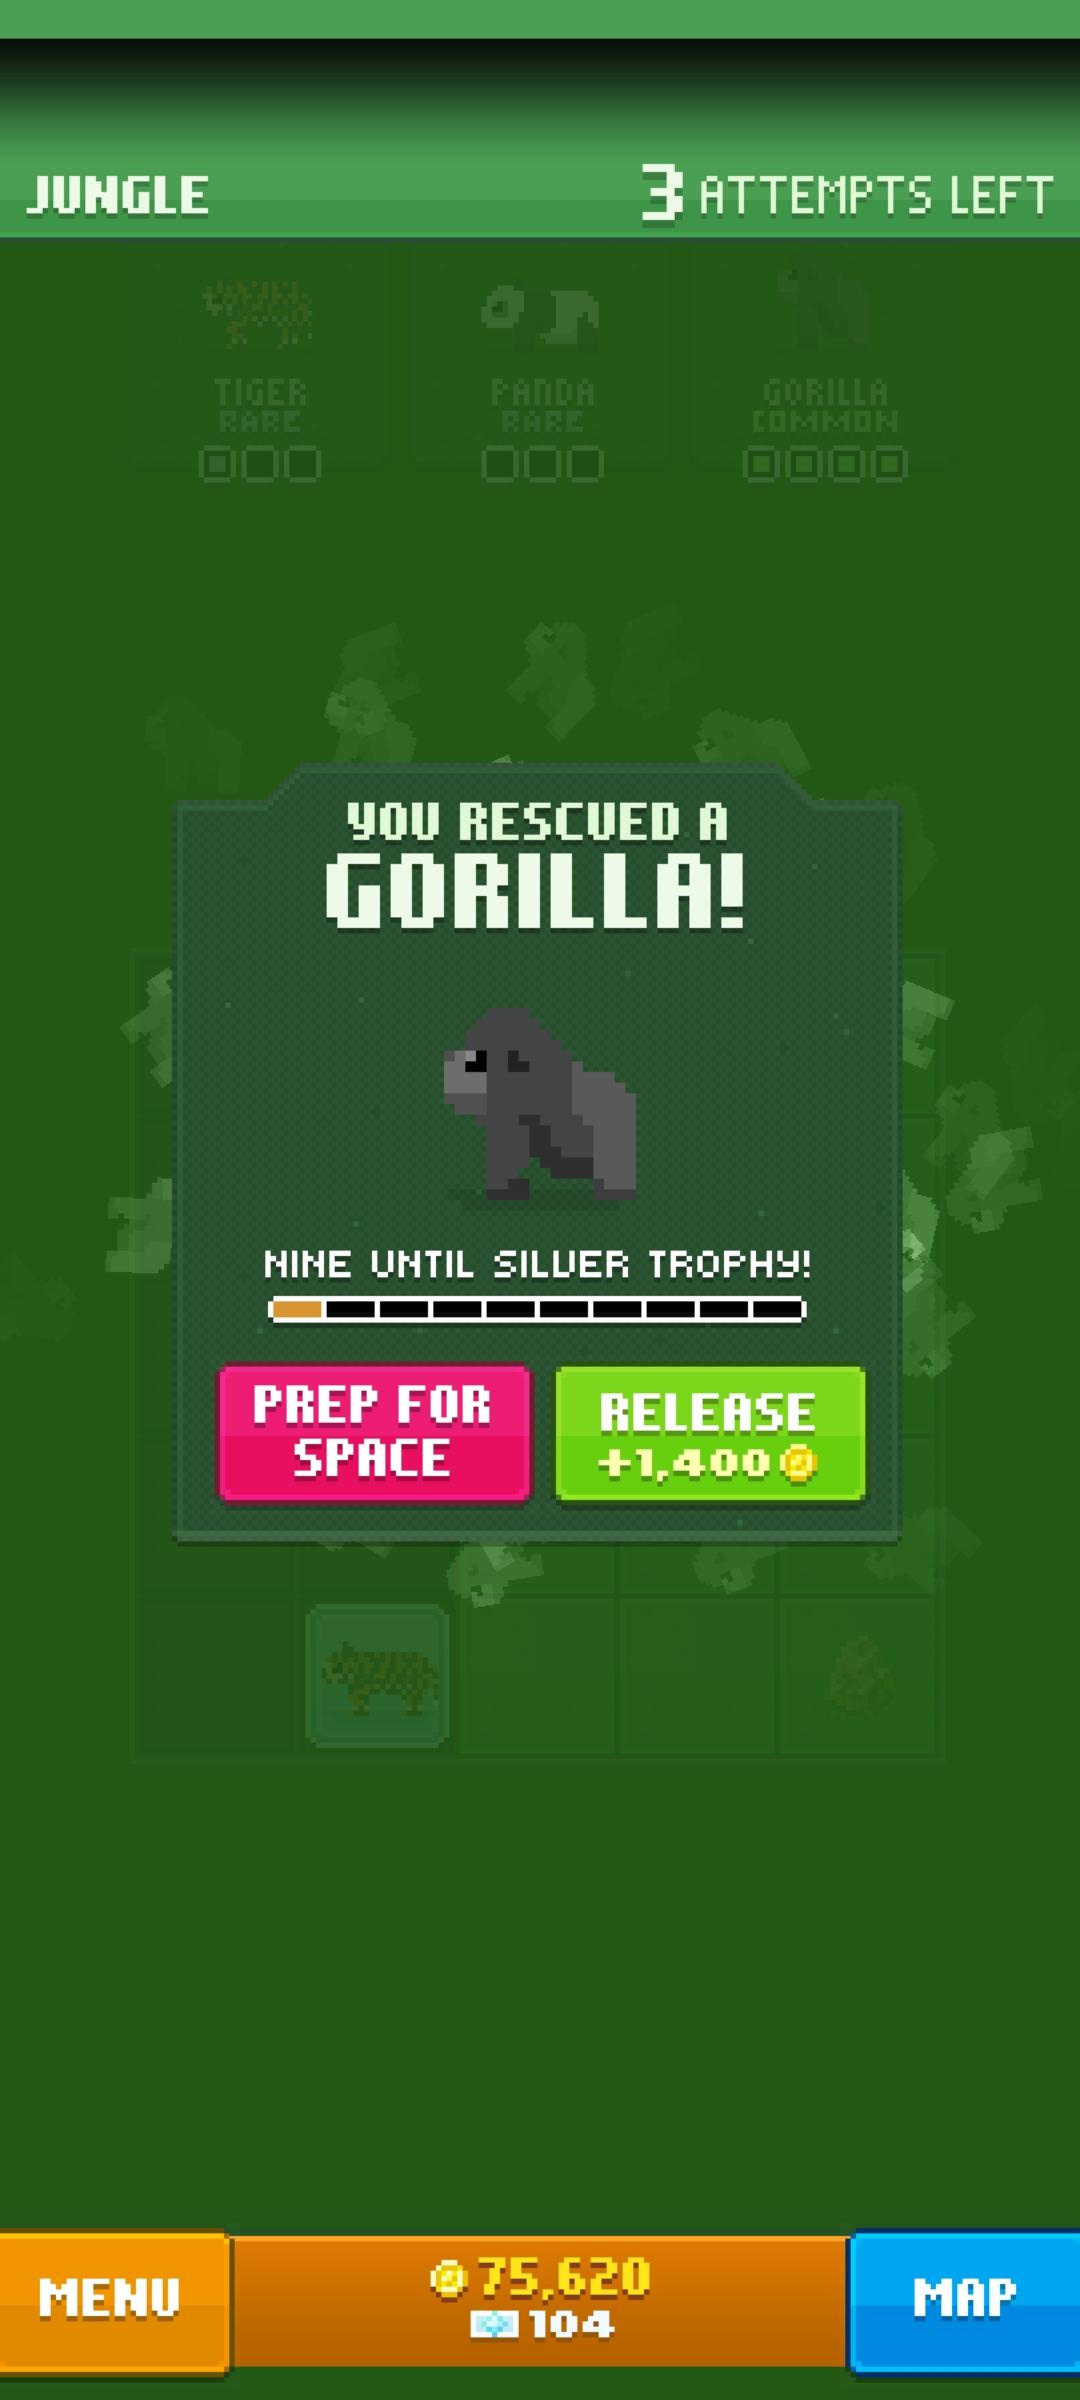 JUNGLE
3 ATTEMPTS LEFT
TIGER
RARE
PANDA
RARE
GORILLA
COMMON
YOU RESCUED A
GORILLA!
NINE UNTIL SILVER TROPHY!
PREP FOR
SPACE
RELEASE
+1,400
MENU
75,620
104
MAP